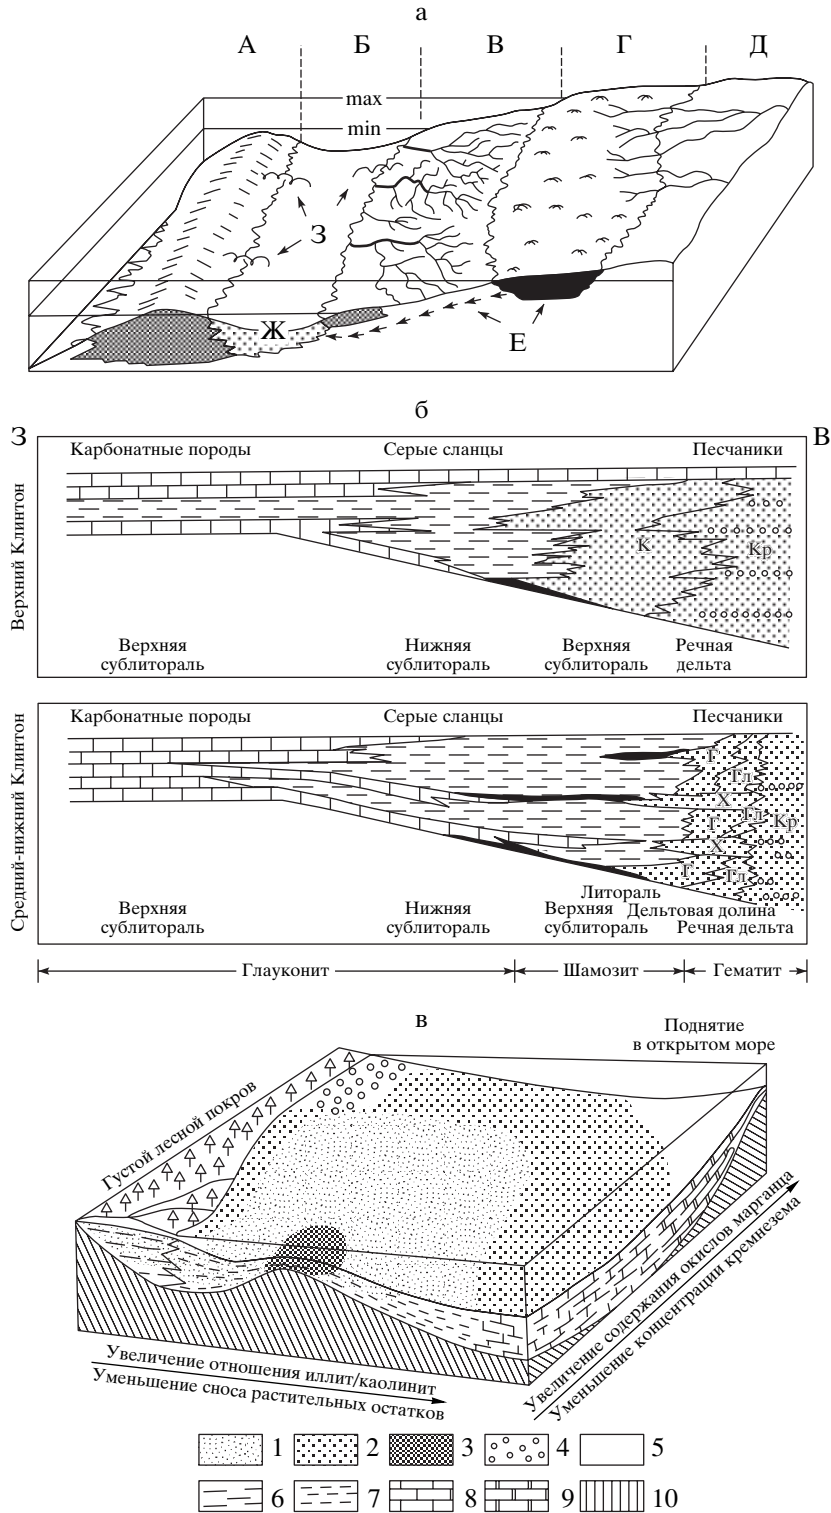 а
А Б В Г Д
max
min
З
Ж
Е
б
З В
Карбонатные породы Серые сланцы Песчаники
Верхний Клинтон
К Кр
Верхняя сублитораль
Нижняя сублитораль
Верхняя сублитораль
Речная дельта
Карбонатные породы Серые сланцы Песчаники
Средний-нижний Клинтон
Г
Гл
Х
Гл
Г
Кр
Х
Г
Гл
Литораль
Верхняя сублитораль
Нижняя сублитораль
Верхняя сублитораль
Дельтовая долина
Речная дельта
Глауконит Шамозит Гематит
в
Поднятие
в открытом море
Густой лесной покров
Увеличение содержания окислов марганца
Уменьшение концентрации кремнезема
Увеличение отношения иллит/каолинит
Уменьшение сноса растительных остатков
1 2 3 4 5
6 7 8 9 10